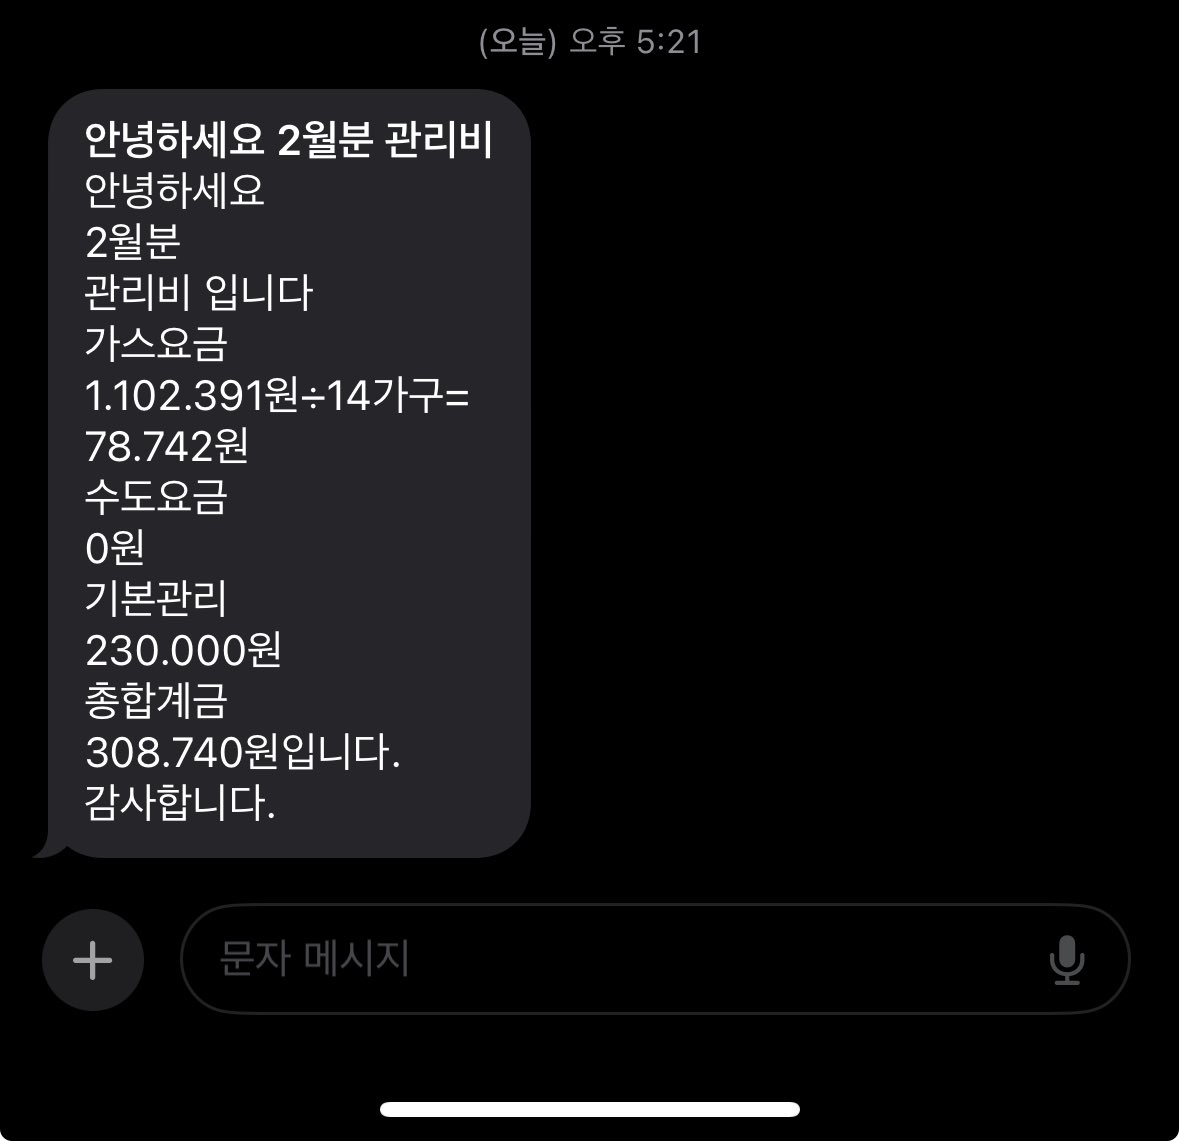 (오늘) 오후 5:21
안녕하세요 2월분 관리비
안녕하세요
2월분
관리비 입니다
가스요금
1.102.391원÷14가구=
78.742원
수도요금
0원
기본관리
230.000원
총합계금
308.740원입니다.
감사합니다.
문자 메시지